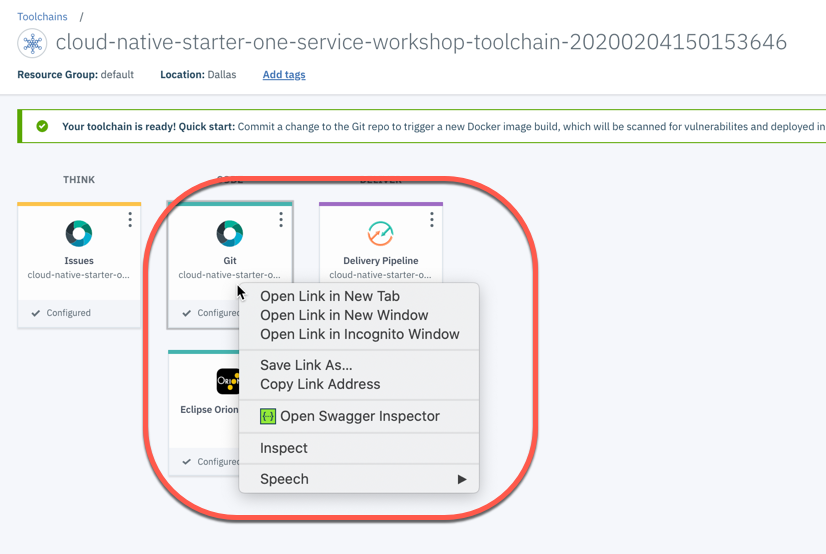 Toolchains /
cloud-native-starter-one-service-workshop-toolchain-20200204150153646
Resource Group: default Location: Dallas Add tags
Your toolchain is ready! Quick start: Commit a change to the Git repo to trigger a new Docker image build, which will be scanned for vulnerabilites and deployed in
THINK CODE DELIVER
Issues
cloud-native-starter-o...
Configured
Git
cloud-native-starter-o...
Configured
Delivery Pipeline
cloud-native-starter-o...
Orion
Eclipse Orion
Configured
Open Link in New Tab
Open Link in New Window
Open Link in Incognito Window
Save Link As...
Copy Link Address
{···} Open Swagger Inspector
Inspect
Speech